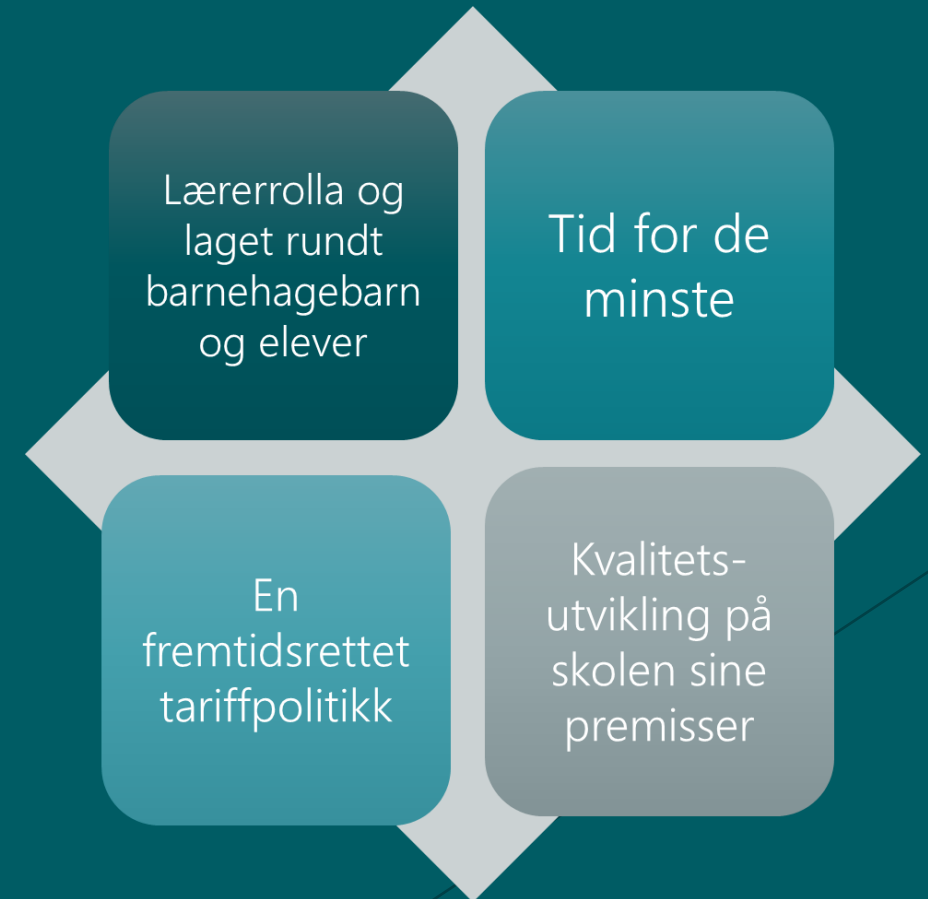 Lærerrolla og
laget rundt
barnehagebarn
og elever
Tid for de
minste
En
fremtidsrettet
tariffpolitikk
Kvalitets-
utvikling på
skolen sine
premisser